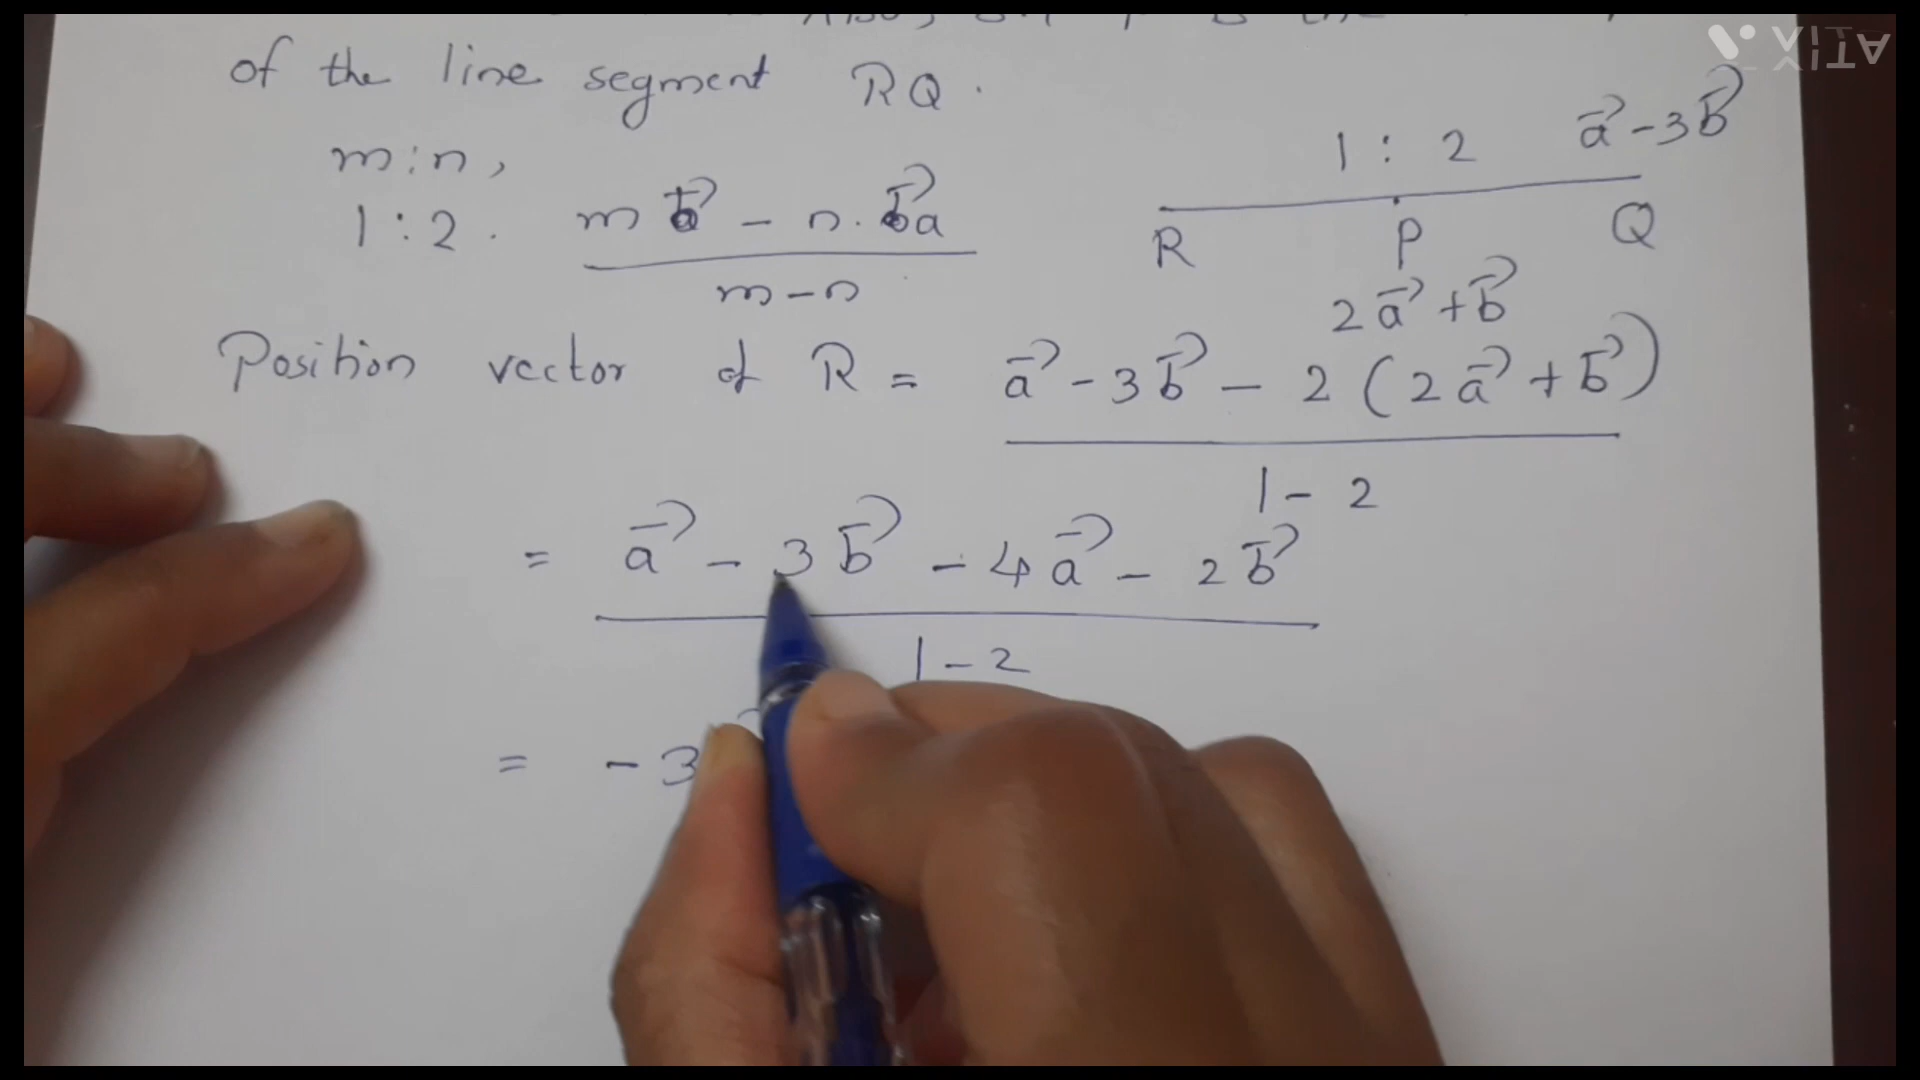 of the line segment RQ.
m:n,
1:2.
m b⃗ - n. b⃗a
m-n
1 : 2 a⃗ - 3b⃗
R P Q
2a⃗ + b⃗
Position vector of R = a⃗ - 3b⃗ - 2(2a⃗ + b⃗)
1 - 2
= a⃗ - 3b⃗ - 4a⃗ - 2b⃗
1-2
= -3
VITA